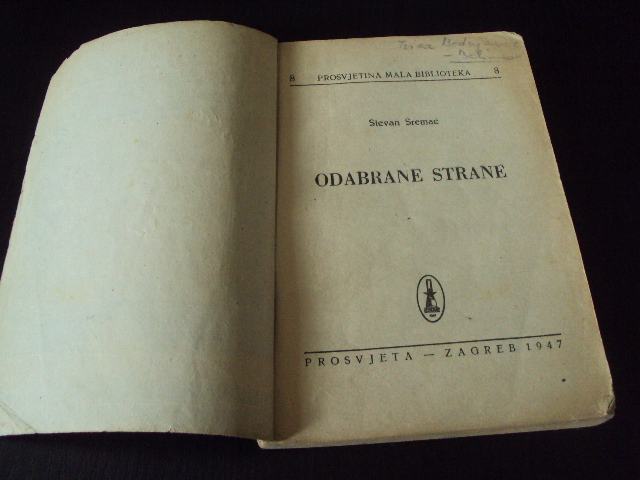 8 PROSVJETINA MALA BIBLIOTEKA 8
Stevan Sremac
ODABRANE STRANE
PROSVJETA — ZAGREB 1947